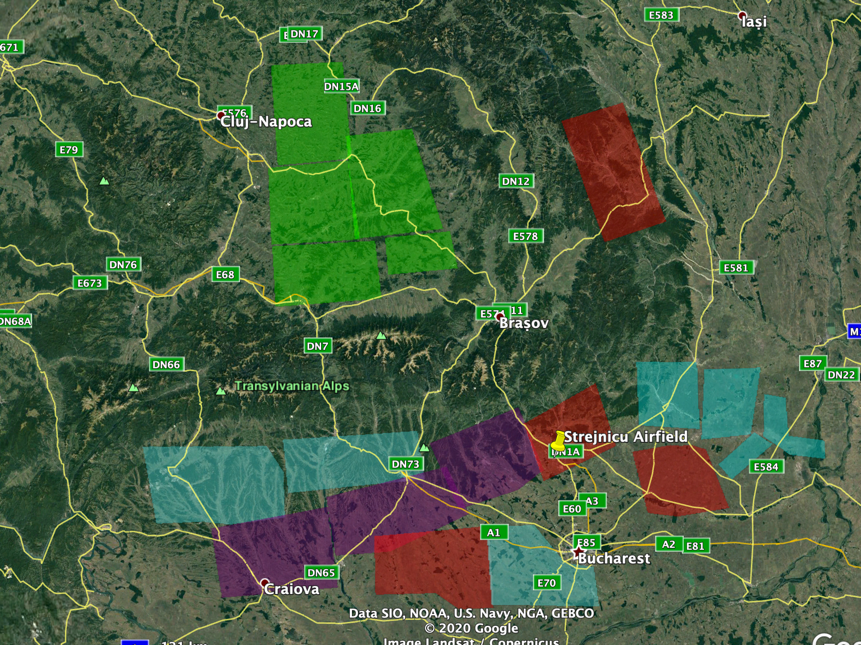 E583
Iași
DN17
671
DN15A
DN16
E576
Cluj-Napoca
E79
DN12
E578
DN76
E68
E673
E581
DN68A
11
Brașov
DN7
DN66
E87
DN22
Transylvanian Alps
Strejnicu Airfield
DN1A
DN73
E584
A3
E60
A1
E85
A2
E81
Bucharest
DN65
E70
Craiova
Data SIO, NOAA, U.S. Navy, NGA, GEBCO
© 2020 Google
Image Landsat / Copernicus